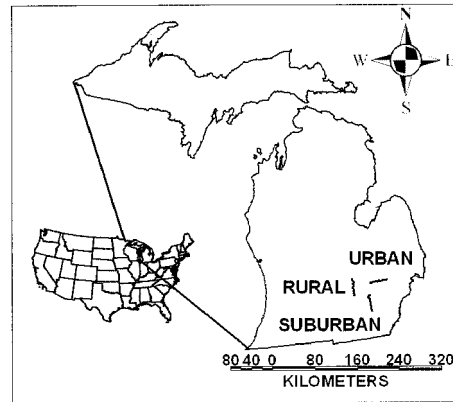 N
W E
S
URBAN
RURAL
SUBURBAN
80 40 0 80 160 240 320
KILOMETERS